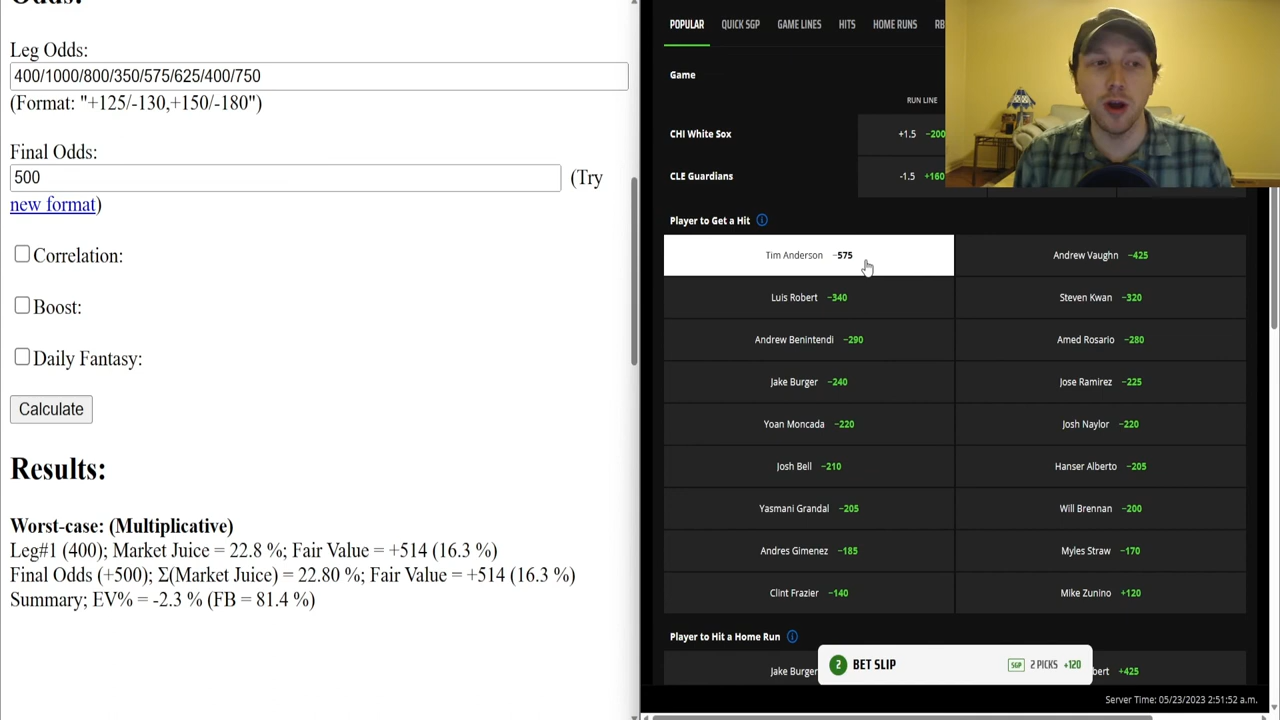 Odds:
Leg Odds:
400/1000/800/350/575/625/400/750
(Format: "+125/-130,+150/-180")
Final Odds:
500
(Try
new format)
Correlation:
Boost:
Daily Fantasy:
Calculate
Results:
Worst-case: (Multiplicative)
Leg#1 (400); Market Juice = 22.8 %; Fair Value = +514 (16.3 %)
Final Odds (+500); Σ(Market Juice) = 22.80 %; Fair Value = +514 (16.3 %)
Summary; EV% = -2.3 % (FB = 81.4 %)
POPULAR QUICK SGP GAME LINES HITS HOME RUNS RB
Game
RUN LINE
CHI White Sox +1.5 −200
CLE Guardians -1.5 +160
Player to Get a Hit
Tim Anderson −575 Andrew Vaughn −425
Luis Robert −340 Steven Kwan −320
Andrew Benintendi −290 Amed Rosario −280
Jake Burger −240 Jose Ramirez −225
Yoan Moncada −220 Josh Naylor −220
Josh Bell −210 Hanser Alberto −205
Yasmani Grandal −205 Will Brennan −200
Andres Gimenez −185 Myles Straw −170
Clint Frazier −140 Mike Zunino +120
Player to Hit a Home Run
Jake Burger bert +425
2 BET SLIP SGP 2 PICKS +120
Server Time: 05/23/2023 2:51:52 a.m.